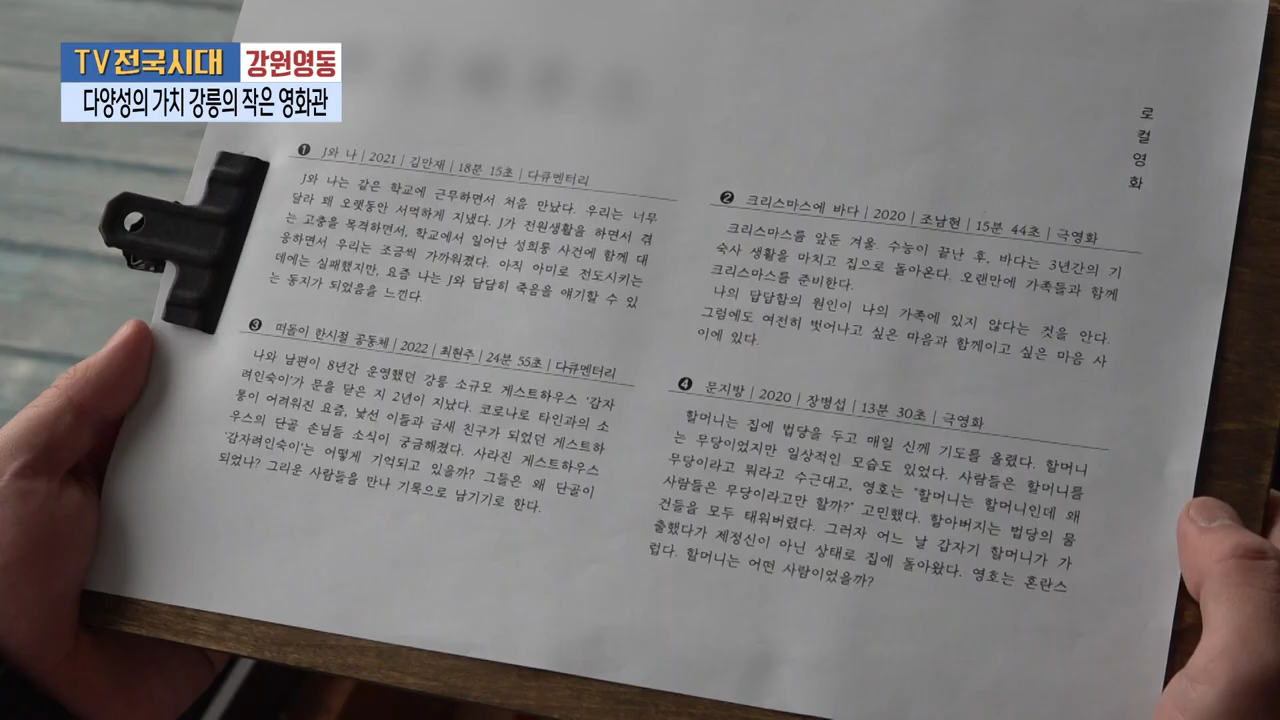 TV전국시대 강원영동
다양성의 가치 강릉의 작은 영화관
로컬영화
❶ J와 나 | 2021 | 김만재 | 18분 15초 | 다큐멘터리
J와 나는 같은 학교에 근무하면서 처음 만났다. 우리는 너무
달라 꽤 오랫동안 서먹하게 지냈다. J가 전원생활을 하면서 겪
는 고충을 목격하면서, 학교에서 일어난 성희롱 사건에 함께 대
응하면서 우리는 조금씩 가까워졌다. 아직 아미로 전도시키는
데에는 실패했지만, 요즘 나는 J와 담담히 죽음을 얘기할 수 있
는 동지가 되었음을 느낀다.
❷ 크리스마스에 바다 | 2020 | 조남현 | 15분 44초 | 극영화
크리스마스를 앞둔 겨울. 수능이 끝난 후, 바다는 3년간의 기
숙사 생활을 마치고 집으로 돌아온다. 오랜만에 가족들과 함께
크리스마스를 준비한다.
나의 답답함의 원인이 나의 가족에 있지 않다는 것을 안다.
그럼에도 여전히 벗어나고 싶은 마음과 함께이고 싶은 마음 사
이에 있다.
❸ 떠돌이 한시절 공동체 | 2022 | 최현주 | 24분 55초 | 다큐멘터리
나와 남편이 8년간 운영했던 강릉 소규모 게스트하우스 '감자
려인숙이'가 문을 닫은 지 2년이 지났다. 코로나로 타인과의 소
통이 어려워진 요즘, 낯선 이들과 금새 친구가 되었던 게스트하
우스의 단골 손님들 소식이 궁금해졌다. 사라진 게스트하우스
'감자려인숙이'는 어떻게 기억되고 있을까? 그들은 왜 단골이
되었나? 그리운 사람들을 만나 기록으로 남기기로 한다.
❹ 문지방 | 2020 | 장병섭 | 13분 30초 | 극영화
할머니는 집에 법당을 두고 매일 신께 기도를 올렸다. 할머니
는 무당이었지만 일상적인 모습도 있었다. 사람들은 할머니를
무당이라고 뭐라고 수근대고, 영호는 "할머니는 할머니인데 왜
사람들은 무당이라고만 할까?" 고민했다. 할아버지는 법당의 물
건들을 모두 태워버렸다. 그러자 어느 날 갑자기 할머니가 가
출했다가 제정신이 아닌 상태로 집에 돌아왔다. 영호는 혼란스
럽다. 할머니는 어떤 사람이었을까?